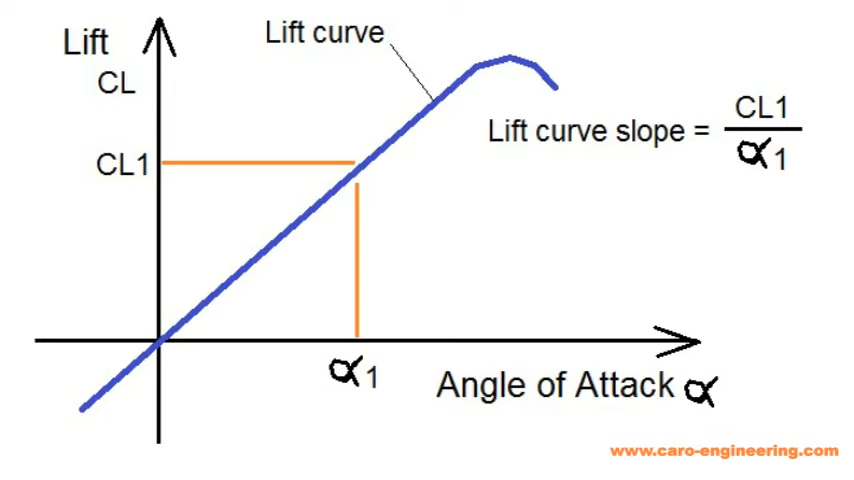 Lift
CL
Lift curve
CL1
Lift curve slope = CL1
α1
α1
Angle of Attack α
www.caro-engineering.com